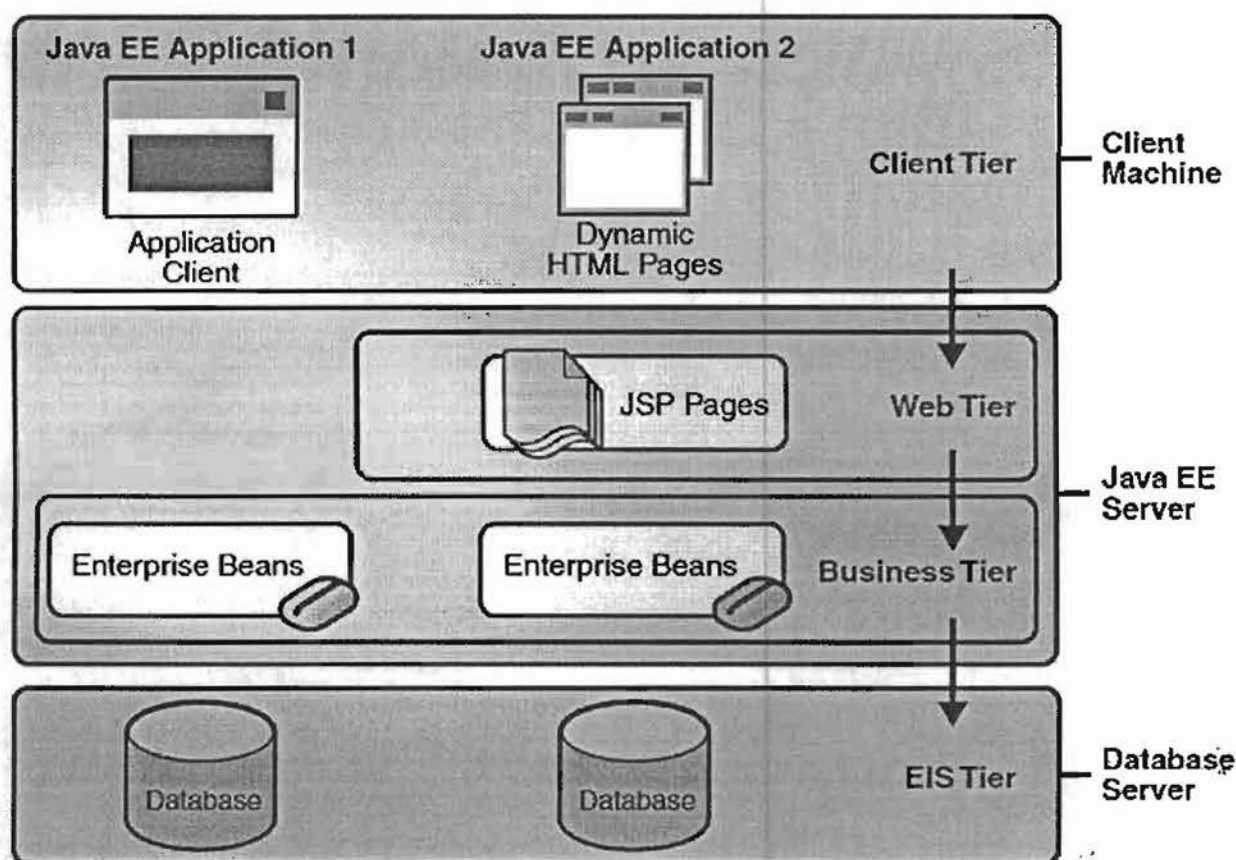 Java EE Application 1
Java EE Application 2
Application
Client
Dynamic
HTML Pages
Client Tier
Client
Machine
JSP Pages
Web Tier
Java EE
Server
Enterprise Beans
Enterprise Beans
Business Tier
Database
Database
EIS Tier
Database
Server